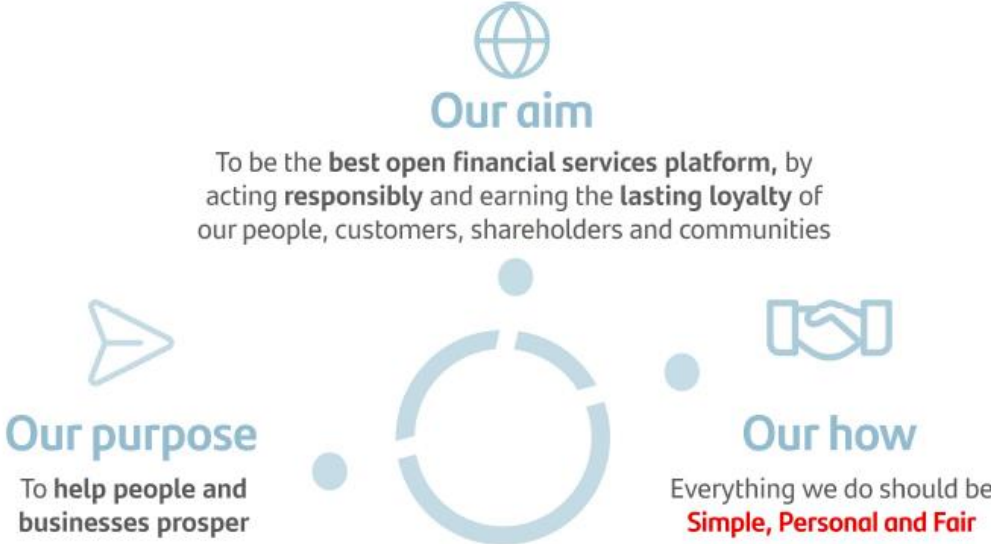 Our aim
To be the best open financial services platform, by
acting responsibly and earning the lasting loyalty of
our people, customers, shareholders and communities
Our purpose
To help people and
businesses prosper
Our how
Everything we do should be
Simple, Personal and Fair